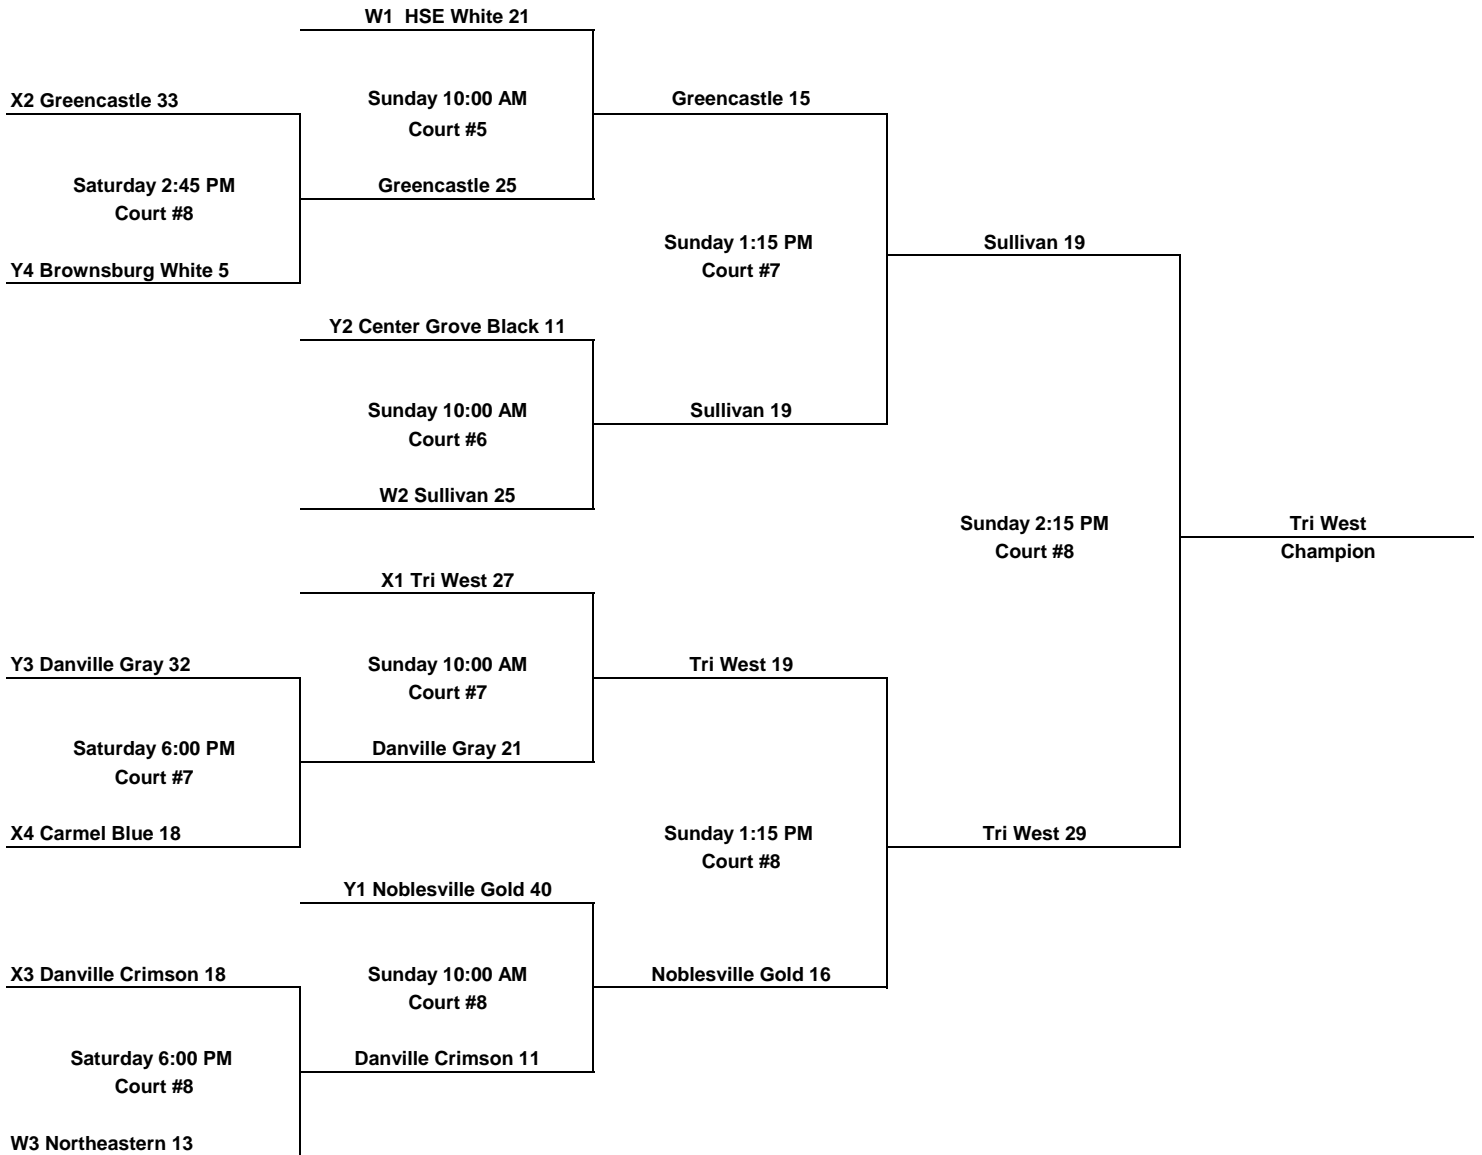 W1  HSE White 21
X2 Greencastle 33
Sunday 10:00 AM
Court #5
Greencastle 15
Saturday 2:45 PM
Court #8
Greencastle 25
Y4 Brownsburg White 5
Sunday 1:15 PM
Court #7
Sullivan 19
Y2 Center Grove Black 11
Sunday 10:00 AM
Court #6
Sullivan 19
W2 Sullivan 25
Sunday 2:15 PM
Court #8
Tri West
Champion
X1 Tri West 27
Y3 Danville Gray 32
Sunday 10:00 AM
Court #7
Tri West 19
Saturday 6:00 PM
Court #7
Danville Gray 21
X4 Carmel Blue 18
Sunday 1:15 PM
Court #8
Tri West 29
Y1 Noblesville Gold 40
X3 Danville Crimson 18
Sunday 10:00 AM
Court #8
Noblesville Gold 16
Saturday 6:00 PM
Court #8
Danville Crimson 11
W3 Northeastern 13